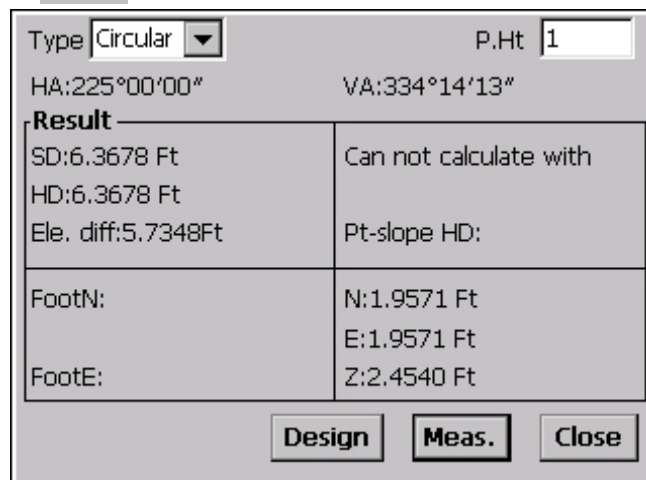 Type Circular P.Ht 1
HA:225°00'00" VA:334°14'13"
Result
SD:6.3678 Ft Can not calculate with
HD:6.3678 Ft
Ele. diff:5.7348Ft Pt-slope HD:
FootN: N:1.9571 Ft
E:1.9571 Ft
FootE: Z:2.4540 Ft
Design Meas. Close